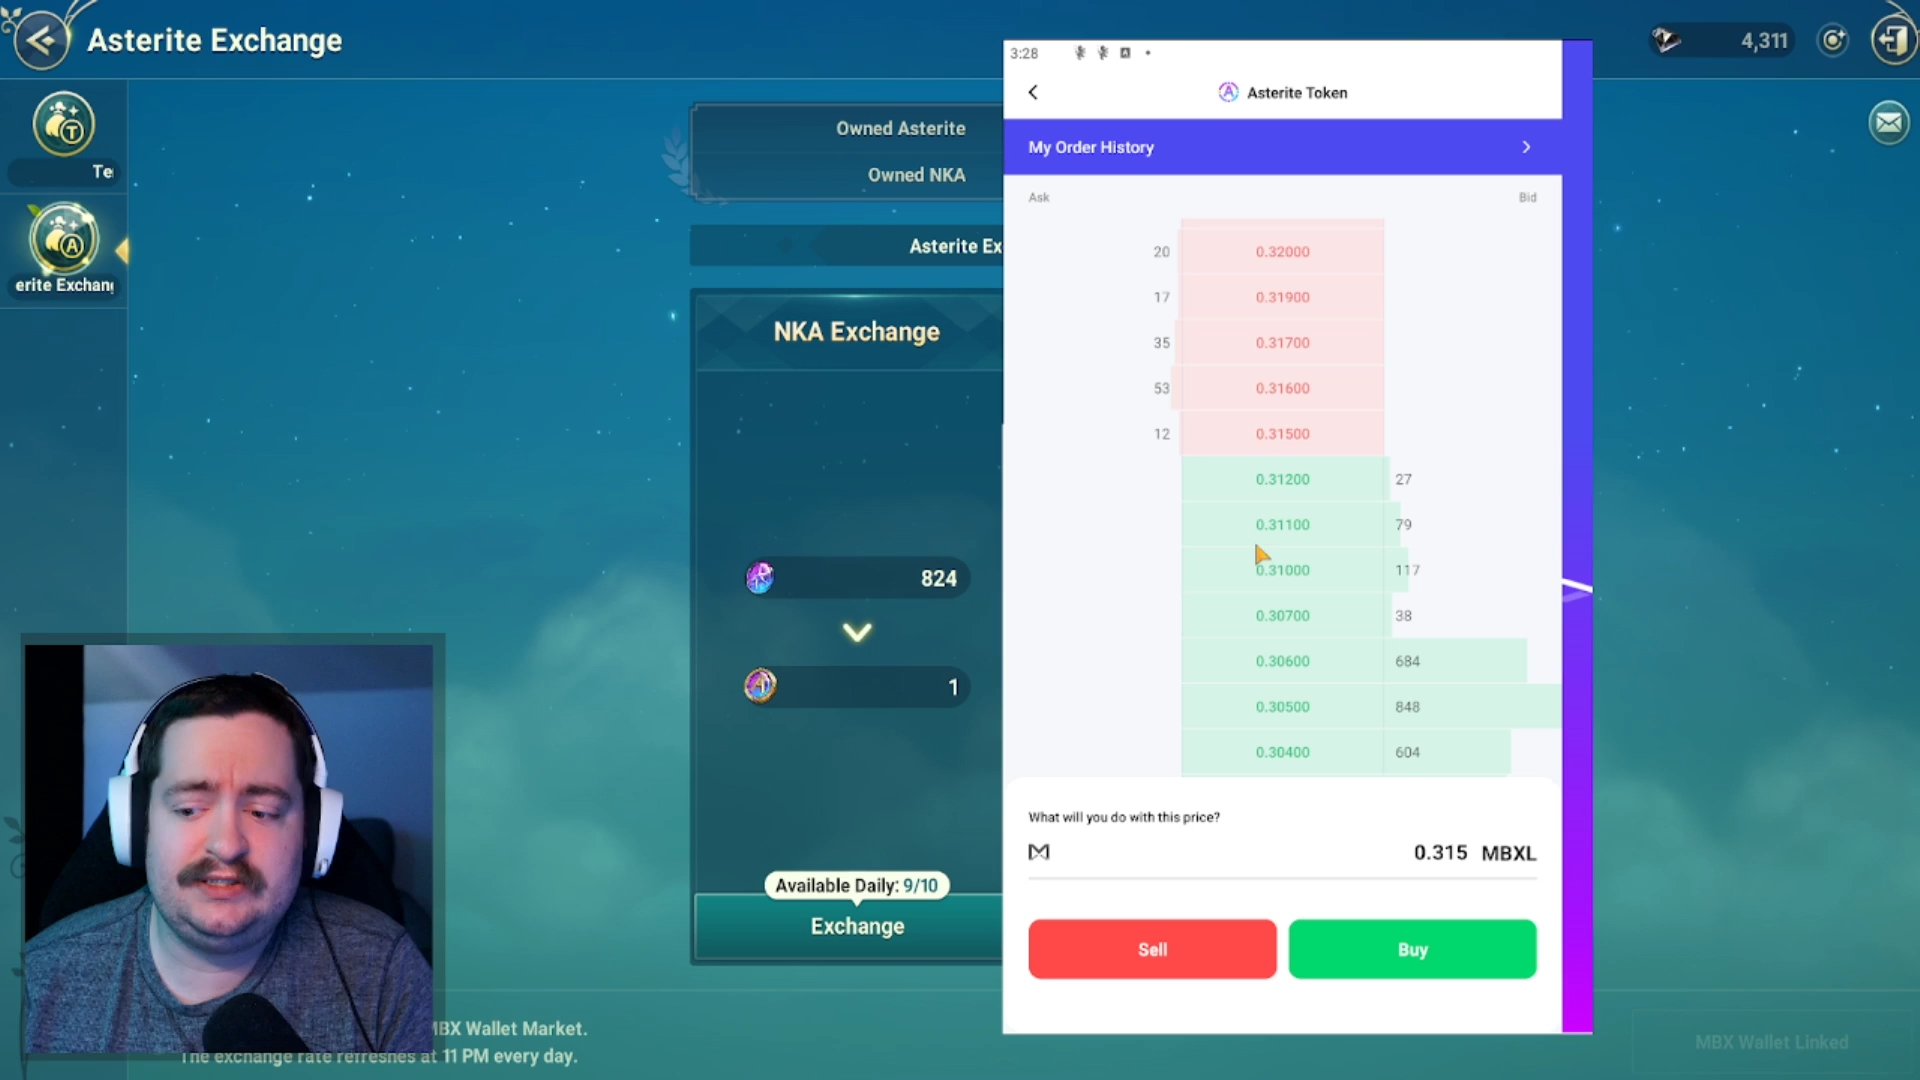 Asterite Exchange
4,311
Te
erite Exchan
Owned Asterite
Owned NKA
Asterite Ex
NKA Exchange
824
1
Available Daily: 9/10
Exchange
MBX Wallet Market.
The exchange rate refreshes at 11 PM every day.
MBX Wallet Linked
3:28
Asterite Token
My Order History
Ask Bid
20 0.32000
17 0.31900
35 0.31700
53 0.31600
12 0.31500
0.31200 27
0.31100 79
0.31000 117
0.30700 38
0.30600 684
0.30500 848
0.30400 604
What will you do with this price?
0.315 MBXL
Sell Buy